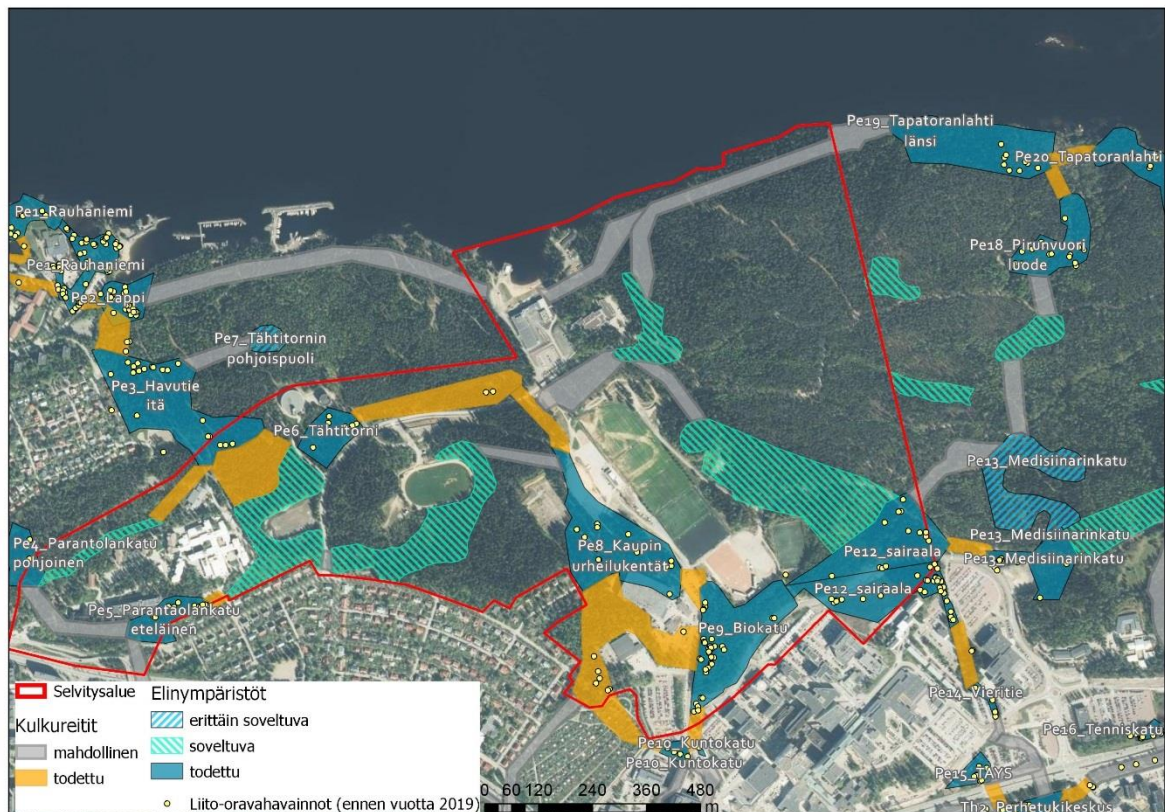 Pe19_Tapatoranlahti
länsi
Pe20_Tapatoranlahti
Pe1_Rauhaniemi
Pe18_Pirunvuori
luode
Pe1_Rauhaniemi
Pe2_Lappi
Pe7_Tähtitornin
pohjoispuoli
Pe3_Havutie
itä
Pe6_Tähtitorni
Pe13_Medisiinarinkatu
Pe4_Parantolankatu
pohjoinen
Pe8_Kaupin
urheilukentät
Pe12_sairaala
Pe13_Medisiinarinkatu
Pe13_Medisiinarinkatu
Pe12_sairaala
Pe5_Parantaolankatu
eteläinen
Pe9_Biokatu
Pe14_Vieritie
Pe10_Kuntokatu
Pe10_Kuntokatu
Pe16_Tenniskatu
Pe15_TAYS
Th2_Perhetukikeskus
Selvitysalue
Kulkureitit
mahdollinen
todettu
Elinympäristöt
erittäin soveltuva
soveltuva
todettu
Liito-oravahavainnot (ennen vuotta 2019)
0 60 120 240 360 480
m